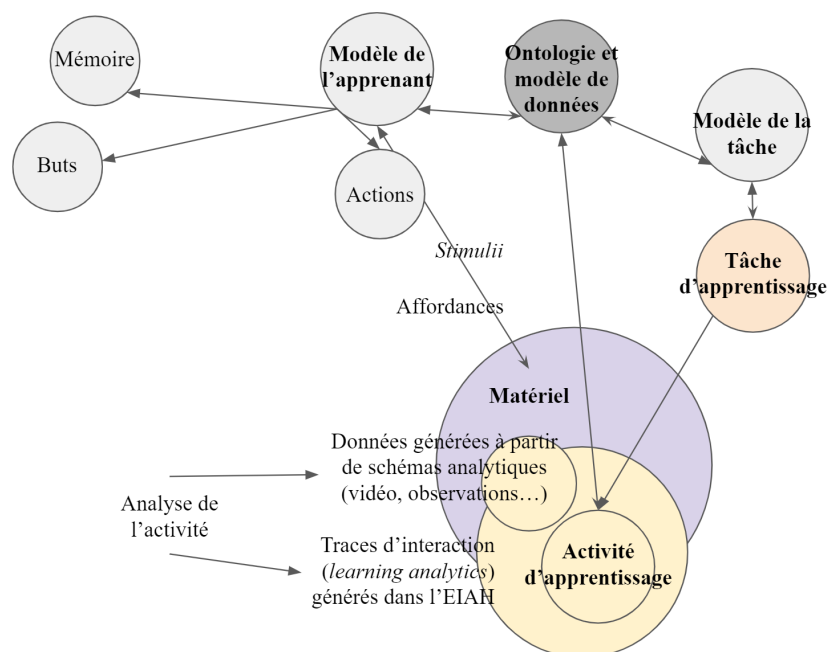 Mémoire
Modèle de
l'apprenant
Ontologie et
modèle de
données
Modèle de la
tâche
Buts
Actions
Stimulii
Affordances
Tâche
d'apprentissage
Matériel
Données générées à partir
de schémas analytiques
(vidéo, observations…)
Analyse de
l'activité
Traces d'interaction
(learning analytics)
générés dans l'EIAH
Activité
d'apprentissage